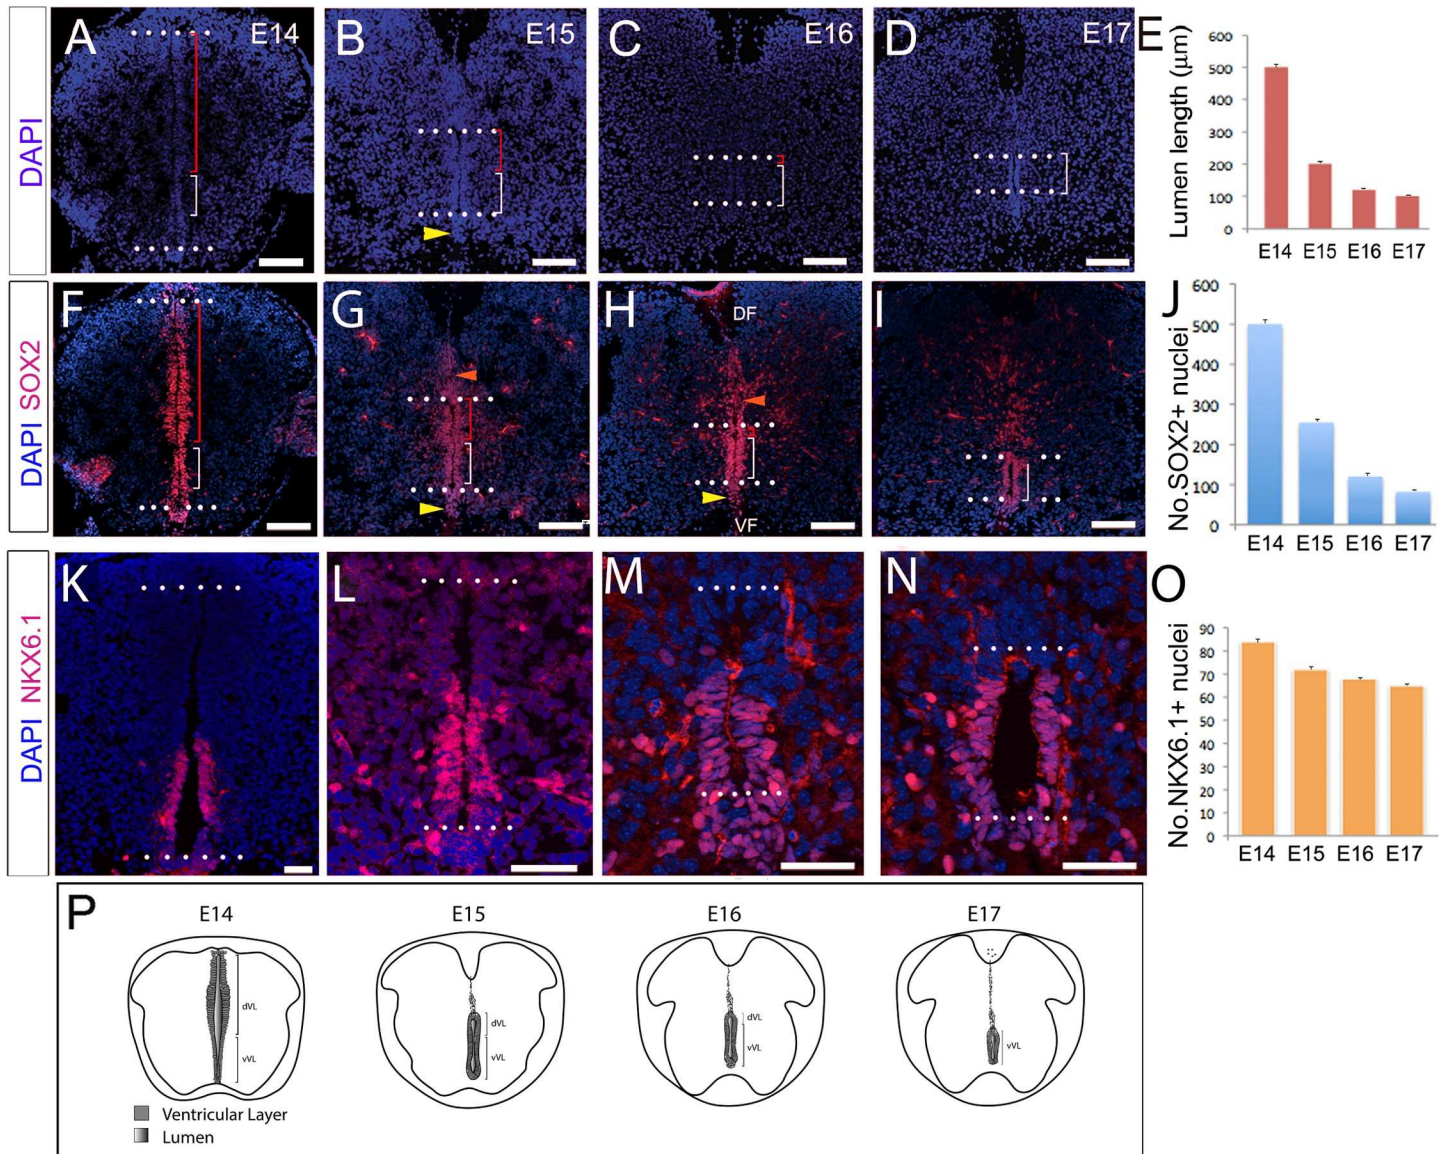 A
E14
B
E15
C
E16
D
E17
DAPI
E
Lumen length (µm)
600
500
400
300
200
100
0
E14 E15 E16 E17
F
G
H
DF
VF
I
DAPI SOX2
J
No.SOX2+ nuclei
600
500
400
300
200
100
0
E14 E15 E16 E17
K
L
M
N
DAPI NKX6.1
O
No.NKX6.1+ nuclei
90
80
70
60
50
40
30
20
10
0
E14 E15 E16 E17
P
E14
E15
E16
E17
dVL
vVL
dVL
vVL
dVL
vVL
vVL
Ventricular Layer
Lumen